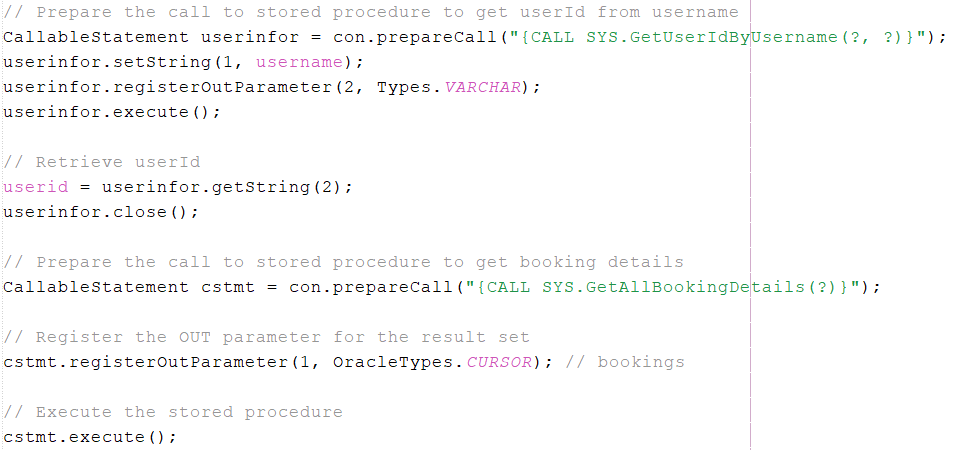 // Prepare the call to stored procedure to get userId from username
CallableStatement userinfor = con.prepareCall("{CALL SYS.GetUserIdByUsername(?, ?)}");
userinfor.setString(1, username);
userinfor.registerOutParameter(2, Types.VARCHAR);
userinfor.execute();
// Retrieve userId
userid = userinfor.getString(2);
userinfor.close();
// Prepare the call to stored procedure to get booking details
CallableStatement cstmt = con.prepareCall("{CALL SYS.GetAllBookingDetails(?)}");
// Register the OUT parameter for the result set
cstmt.registerOutParameter(1, OracleTypes.CURSOR); // bookings
// Execute the stored procedure
cstmt.execute();